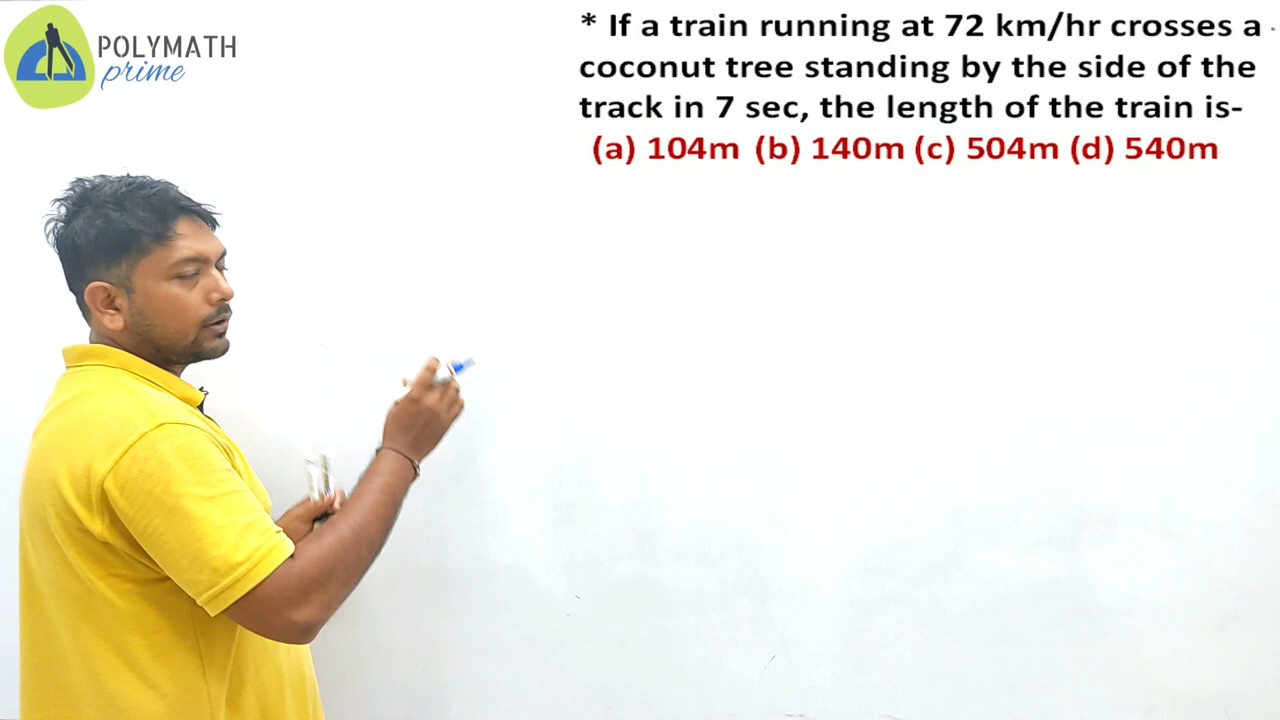 POLYMATH
prime
* If a train running at 72 km/hr crosses a
coconut tree standing by the side of the
track in 7 sec, the length of the train is-
(a) 104m (b) 140m (c) 504m (d) 540m